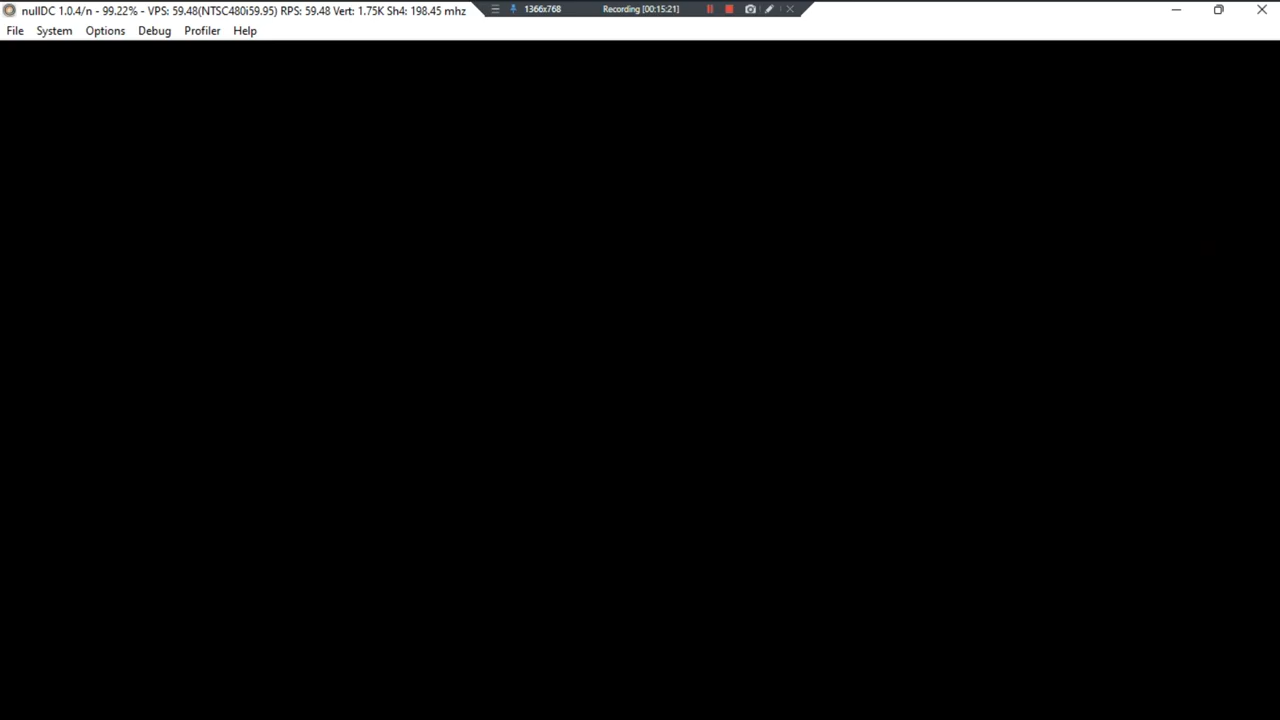 nullDC 1.0.4/n - 99.22% - VPS: 59.48(NTSC480i59.95) RPS: 59.48 Vert: 1.75K Sh4: 198.45 mhz
1366x768 Recording [00:15:21]
File System Options Debug Profiler Help